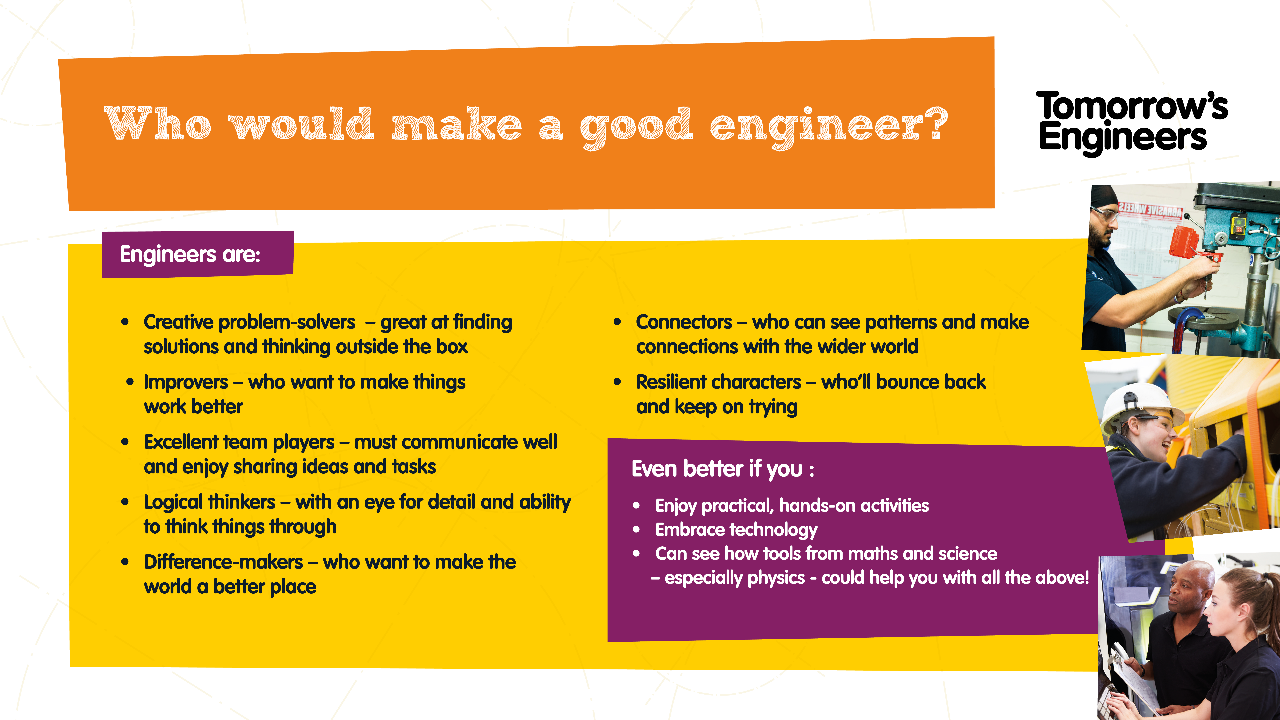 Who would make a good engineer?
Tomorrow's
Engineers
Engineers are:
• Creative problem-solvers – great at finding
solutions and thinking outside the box
• Improvers – who want to make things
work better
• Excellent team players – must communicate well
and enjoy sharing ideas and tasks
• Logical thinkers – with an eye for detail and ability
to think things through
• Difference-makers – who want to make the
world a better place
• Connectors – who can see patterns and make
connections with the wider world
• Resilient characters – who'll bounce back
and keep on trying
Even better if you :
• Enjoy practical, hands-on activities
• Embrace technology
• Can see how tools from maths and science
– especially physics - could help you with all the above!